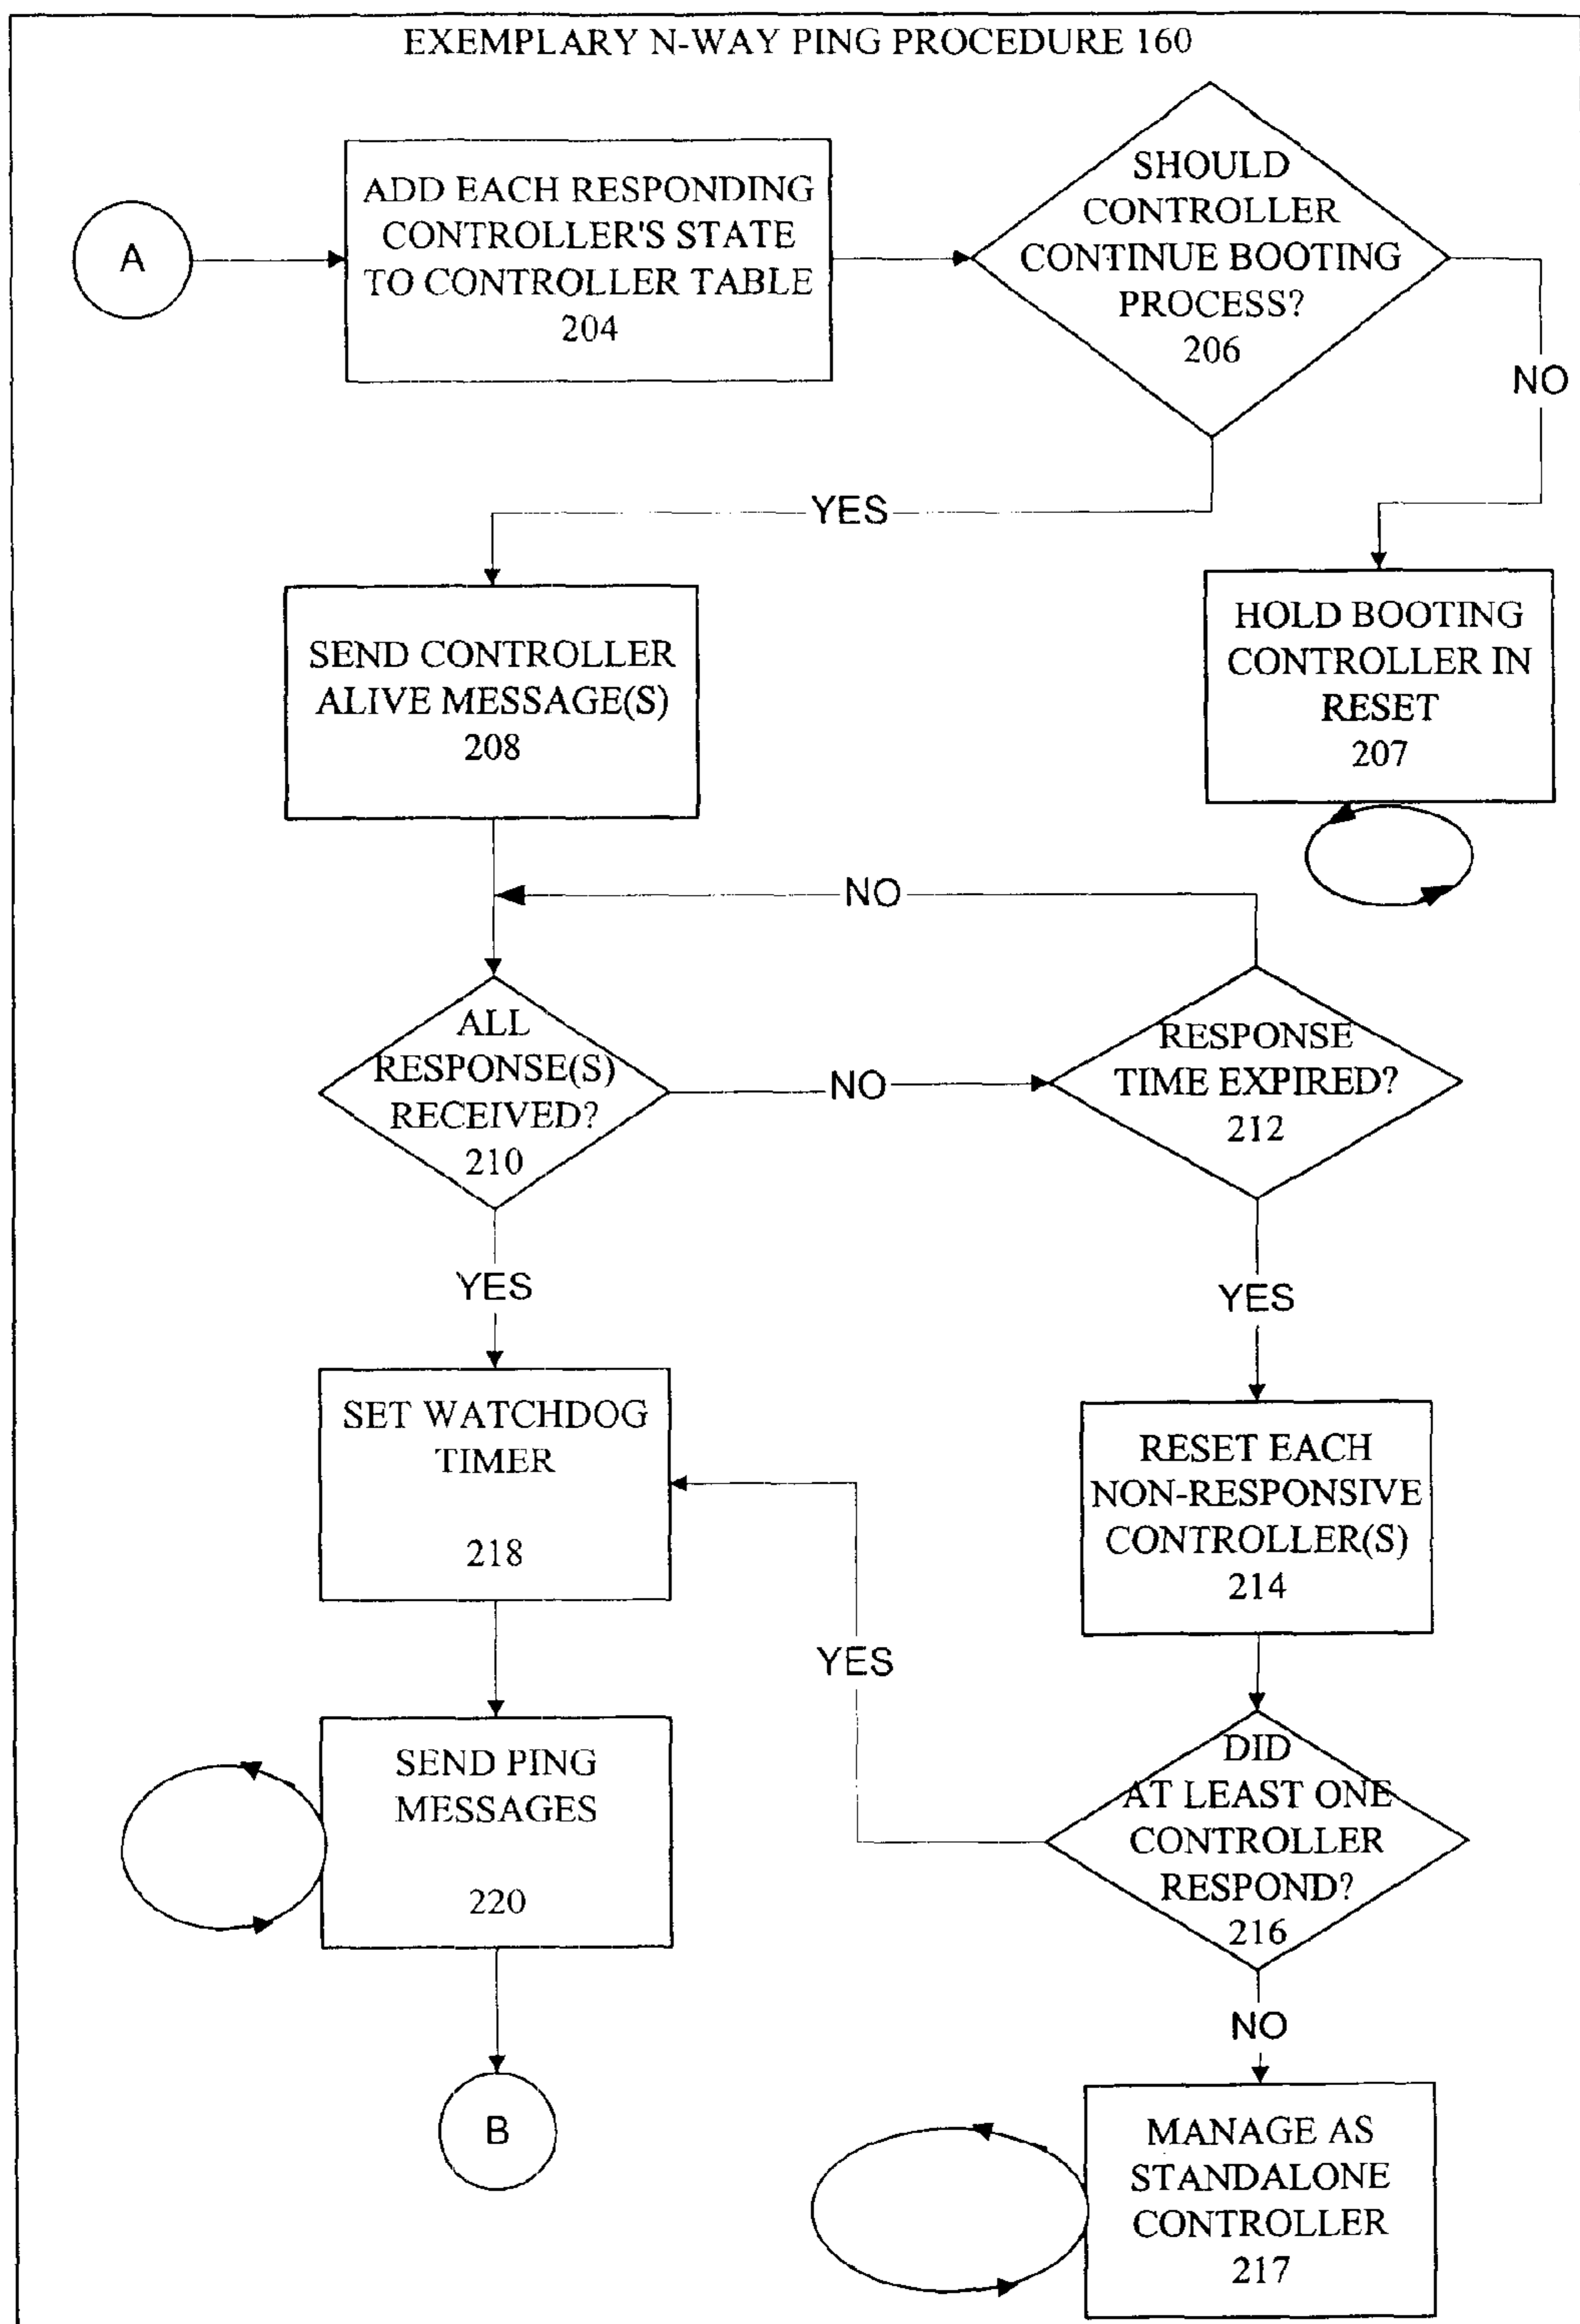 EXEMPLARY N-WAY PING PROCEDURE 160
A
ADD EACH RESPONDING
CONTROLLER'S STATE
TO CONTROLLER TABLE
204
SHOULD
CONTROLLER
CONTINUE BOOTING
PROCESS?
206
NO
YES
SEND CONTROLLER
ALIVE MESSAGE(S)
208
HOLD BOOTING
CONTROLLER IN
RESET
207
NO
ALL
RESPONSE(S)
RECEIVED?
210
NO
RESPONSE
TIME EXPIRED?
212
YES
YES
SET WATCHDOG
TIMER
218
RESET EACH
NON-RESPONSIVE
CONTROLLER(S)
214
YES
SEND PING
MESSAGES
220
DID
AT LEAST ONE
CONTROLLER
RESPOND?
216
NO
B
MANAGE AS
STANDALONE
CONTROLLER
217